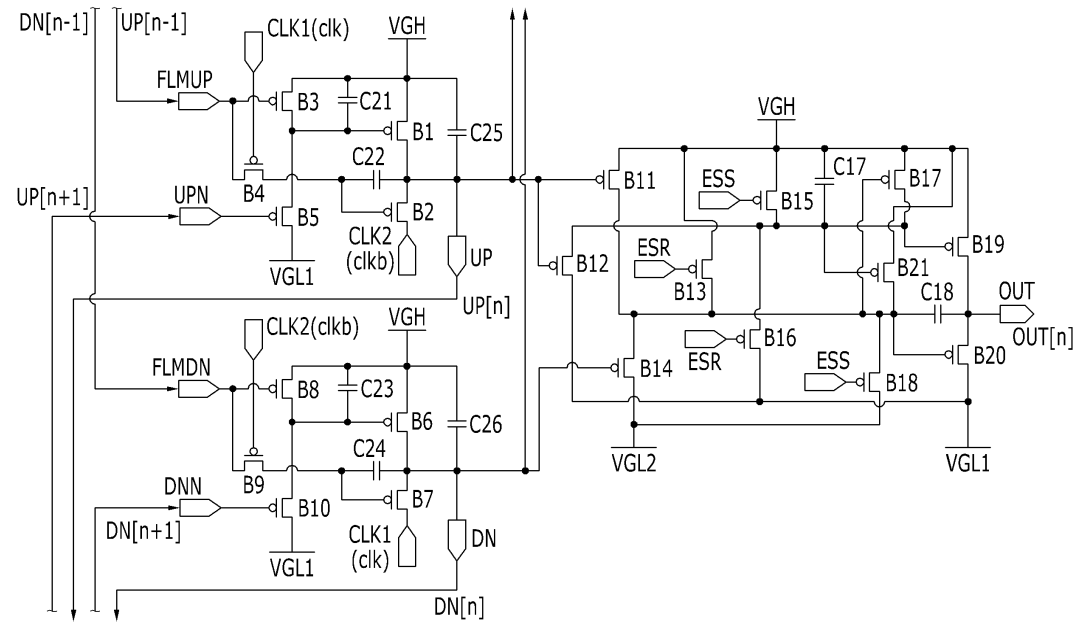 DN[n-1]
UP[n-1]
CLK1(clk)
VGH
FLMUP
B3
C21
B1
C25
C22
B4
UP[n+1]
UPN
B5
B2
CLK2
(clkb)
UP
VGL1
UP[n]
CLK2(clkb)
VGH
FLMDN
B8
C23
B6
C26
C24
B9
DNN
B10
B7
DN[n+1]
CLK1
(clk)
DN
VGL1
DN[n]
VGH
B11
ESS
B15
C17
B17
B12
ESR
B13
B21
B19
C18
OUT
OUT[n]
B14
ESR
B16
ESS
B18
B20
VGL2
VGL1